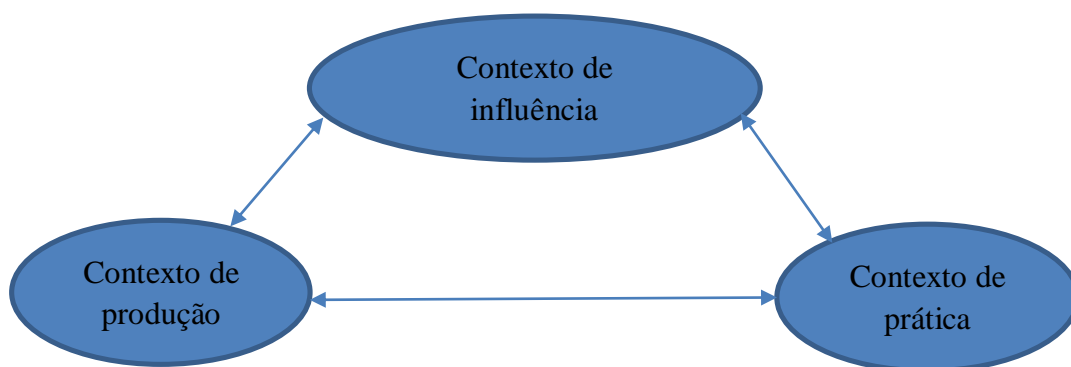 Contexto de
influência
Contexto de
produção
Contexto de
prática